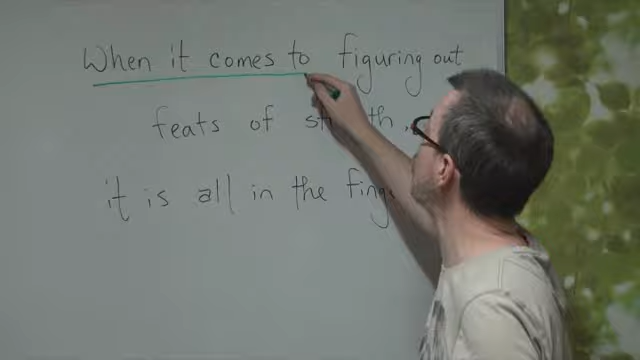 When it comes to figuring out
feats of
it is all in the